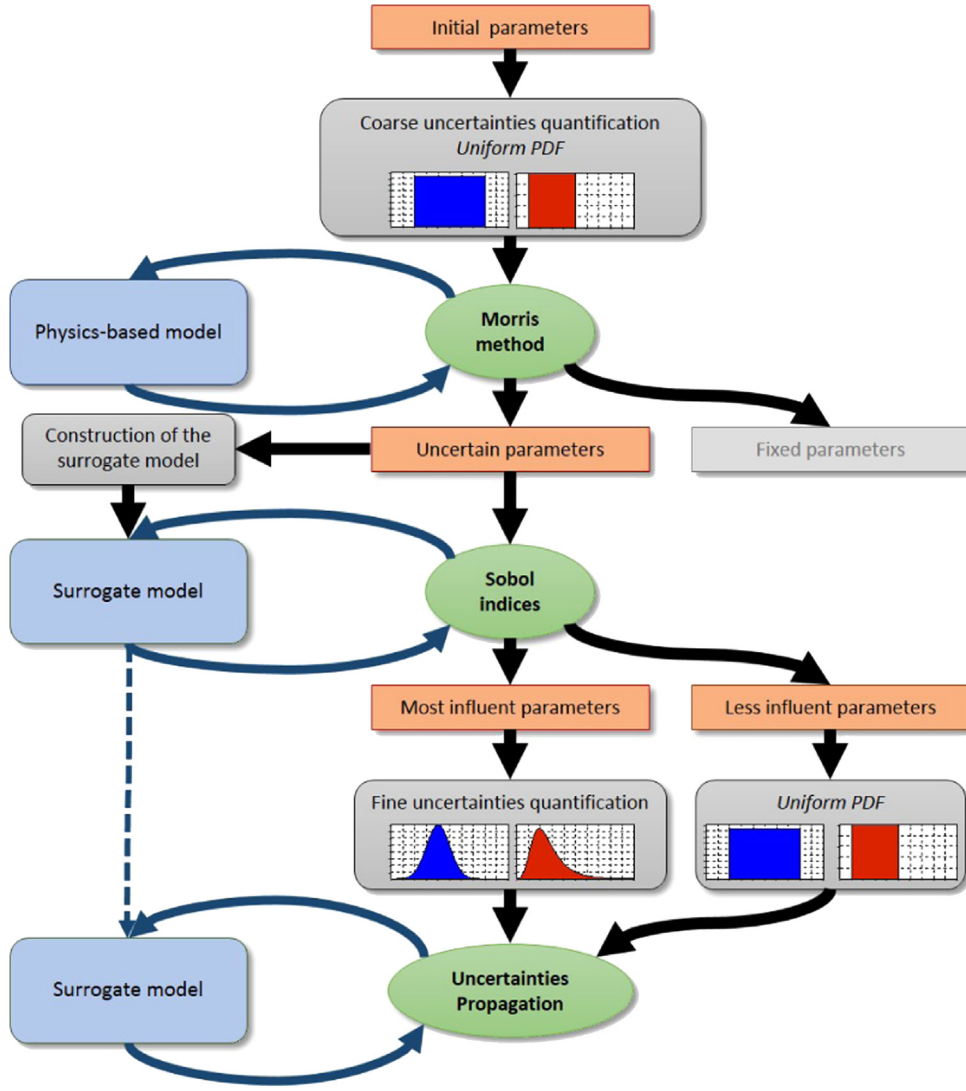 Initial parameters
Coarse uncertainties quantification
Uniform PDF
Physics-based model
Morris
method
Construction of the
surrogate model
Uncertain parameters
Fixed parameters
Surrogate model
Sobol
indices
Most influent parameters
Less influent parameters
Fine uncertainties quantification
Uniform PDF
Surrogate model
Uncertainties
Propagation